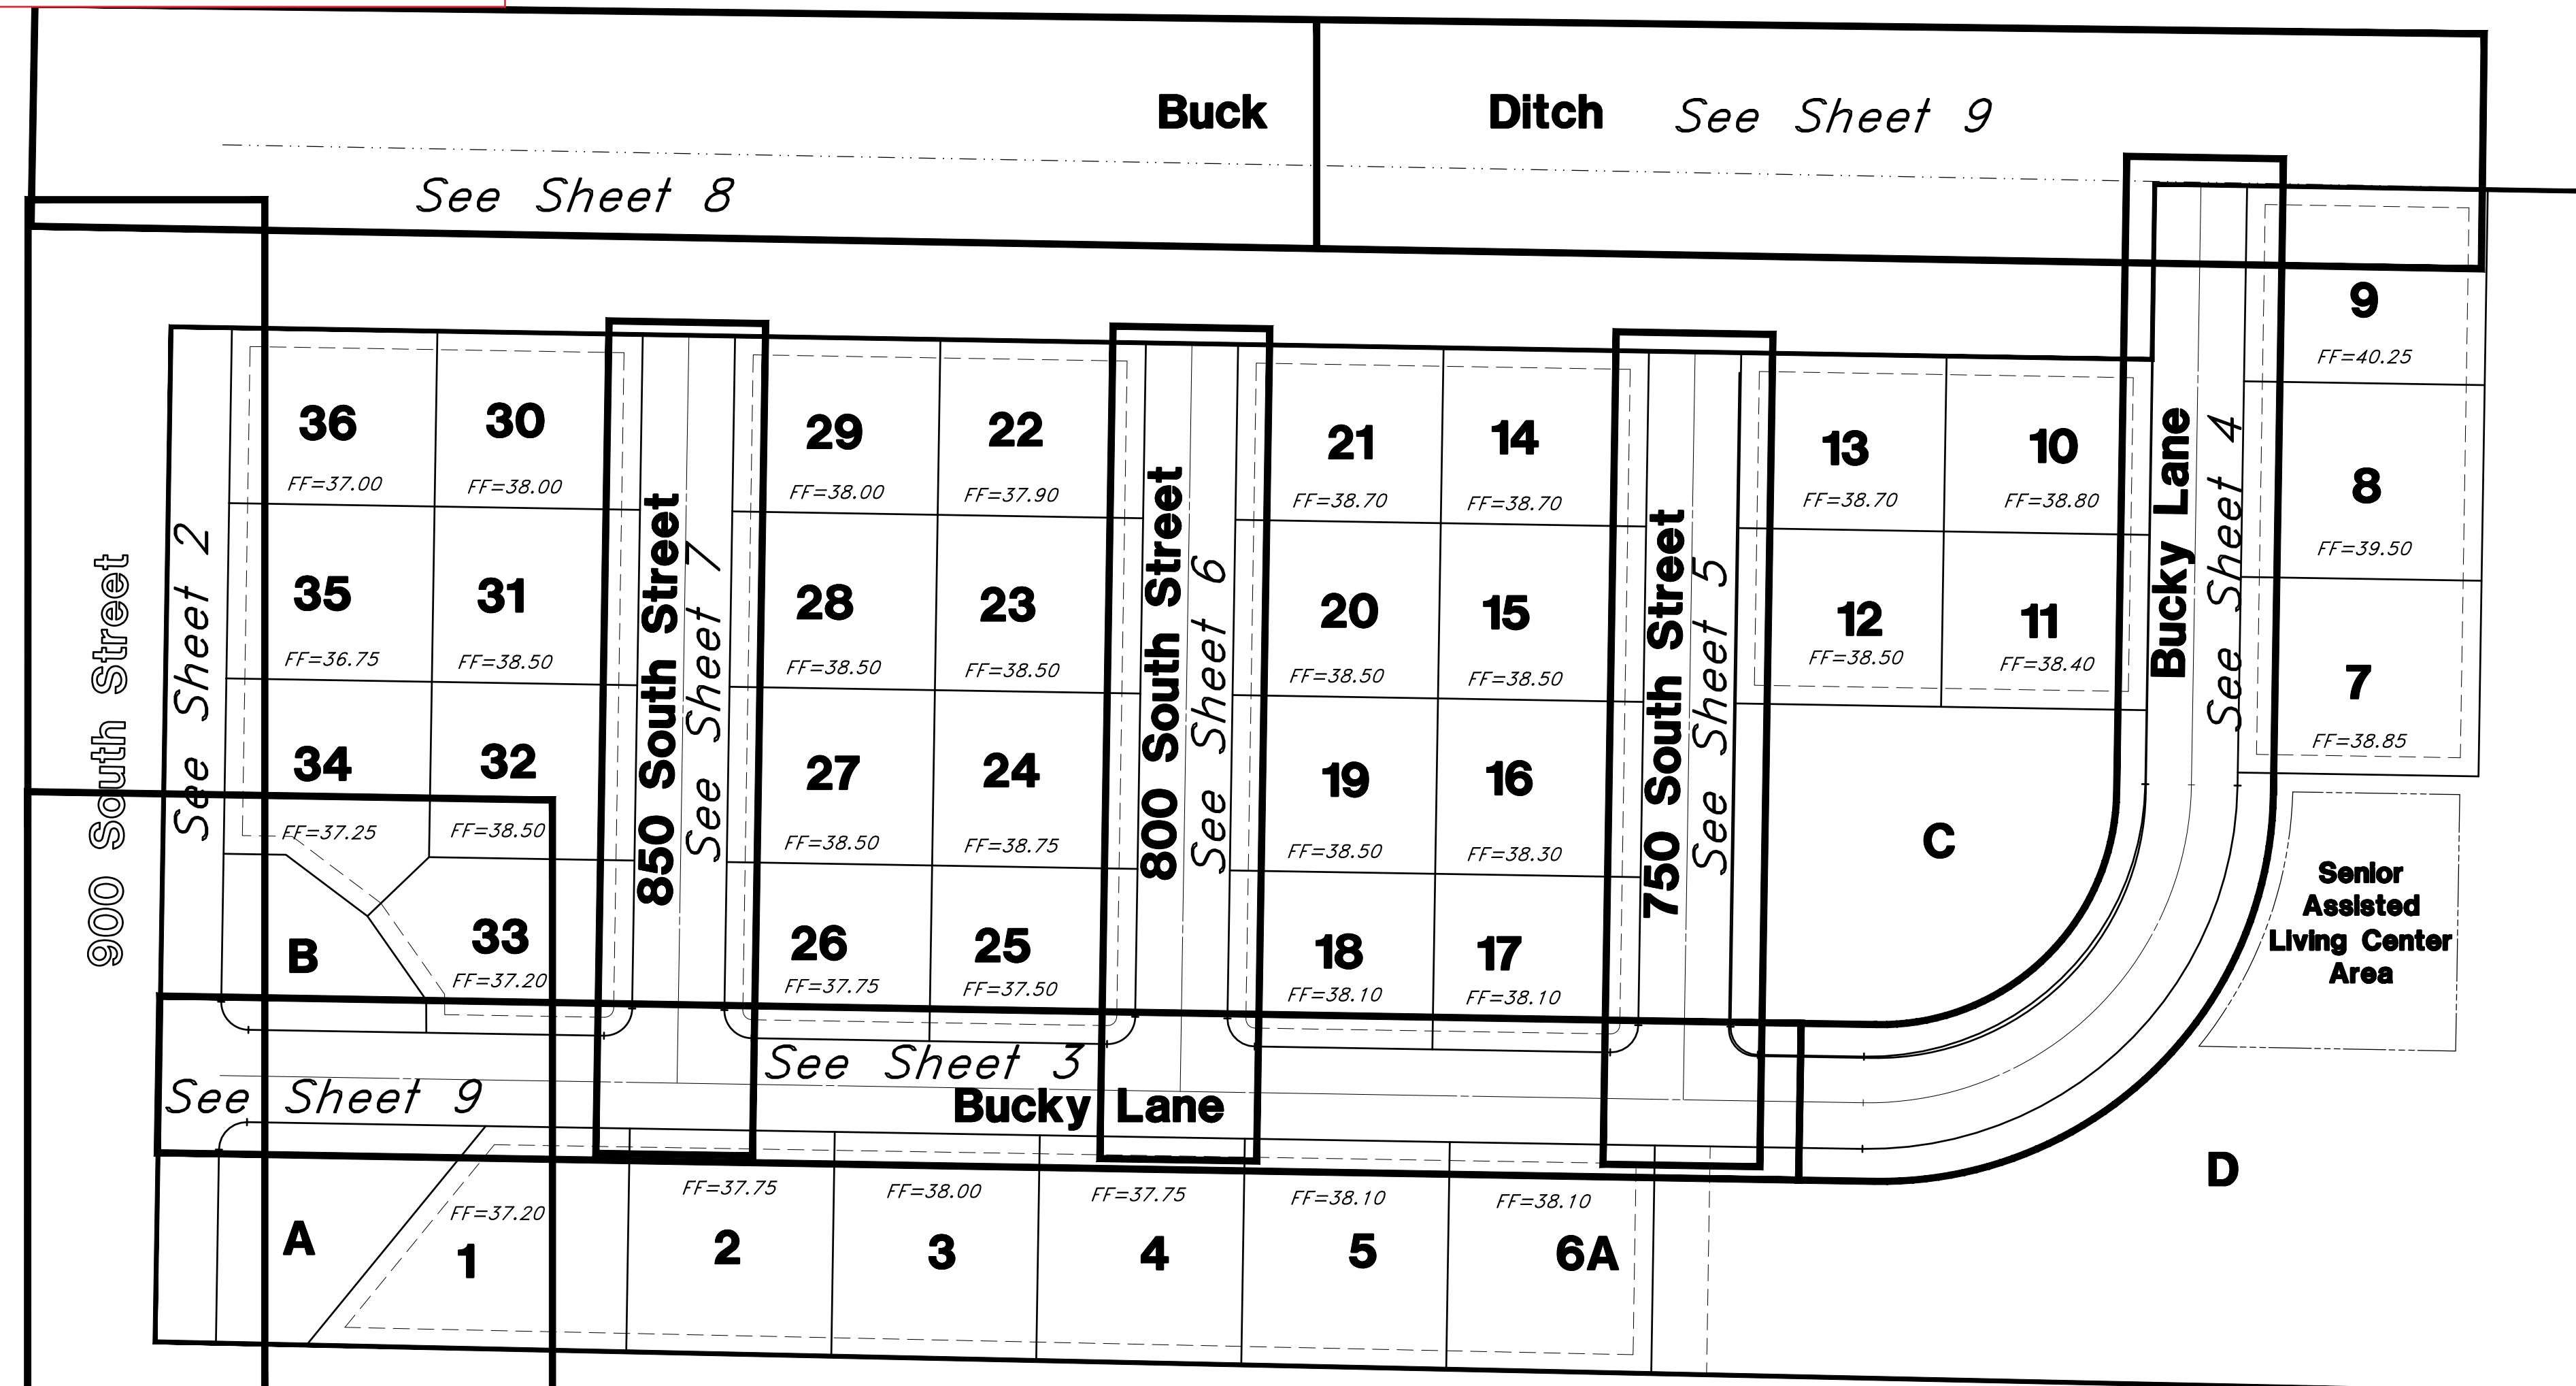 Buck Ditch See Sheet 9
See Sheet 8
900 South Street
See Sheet 2
36
FF=37.00
30
FF=38.00
35
FF=36.75
31
FF=38.50
34
FF=37.25
32
FF=38.50
B
33
FF=37.20
850 South Street
See Sheet 7
29
FF=38.00
22
FF=37.90
28
FF=38.50
23
FF=38.50
27
FF=38.50
24
FF=38.75
26
FF=37.75
25
FF=37.50
800 South Street
See Sheet 6
21
FF=38.70
14
FF=38.70
20
FF=38.50
15
FF=38.50
19
FF=38.50
16
FF=38.30
18
FF=38.10
17
FF=38.10
750 South Street
See Sheet 5
13
FF=38.70
10
FF=38.80
12
FF=38.50
11
FF=38.40
C
Bucky Lane
See Sheet 4
9
FF=40.25
8
FF=39.50
7
FF=38.85
Senior
Assisted
Living Center
Area
D
See Sheet 3
See Sheet 9
Bucky Lane
A
FF=37.20
1
FF=37.75
2
FF=38.00
3
FF=37.75
4
FF=38.10
5
FF=38.10
6A